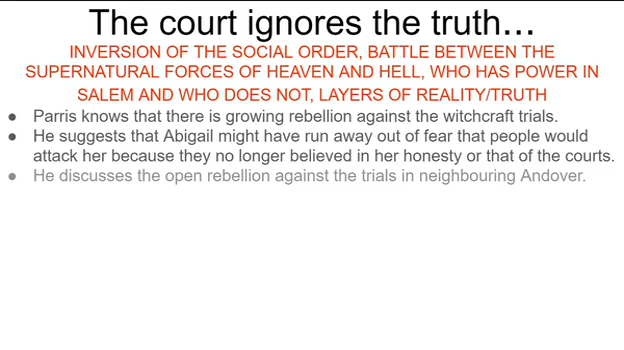 The court ignores the truth…
INVERSION OF THE SOCIAL ORDER, BATTLE BETWEEN THE
SUPERNATURAL FORCES OF HEAVEN AND HELL, WHO HAS POWER IN
SALEM AND WHO DOES NOT, LAYERS OF REALITY/TRUTH
● Parris knows that there is growing rebellion against the witchcraft trials.
● He suggests that Abigail might have run away out of fear that people would
attack her because they no longer believed in her honesty or that of the courts.
● He discusses the open rebellion against the trials in neighbouring Andover.